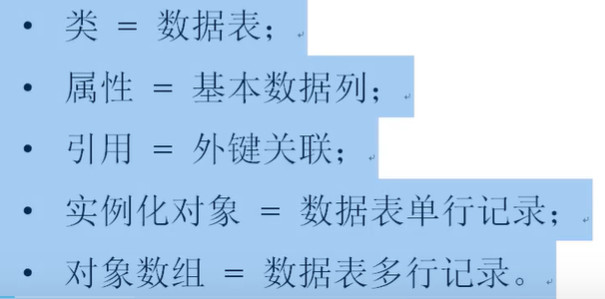 • 类 = 数据表；
• 属性 = 基本数据列；
• 引用 = 外键关联；
• 实例化对象 = 数据表单行记录；
• 对象数组 = 数据表多行记录。